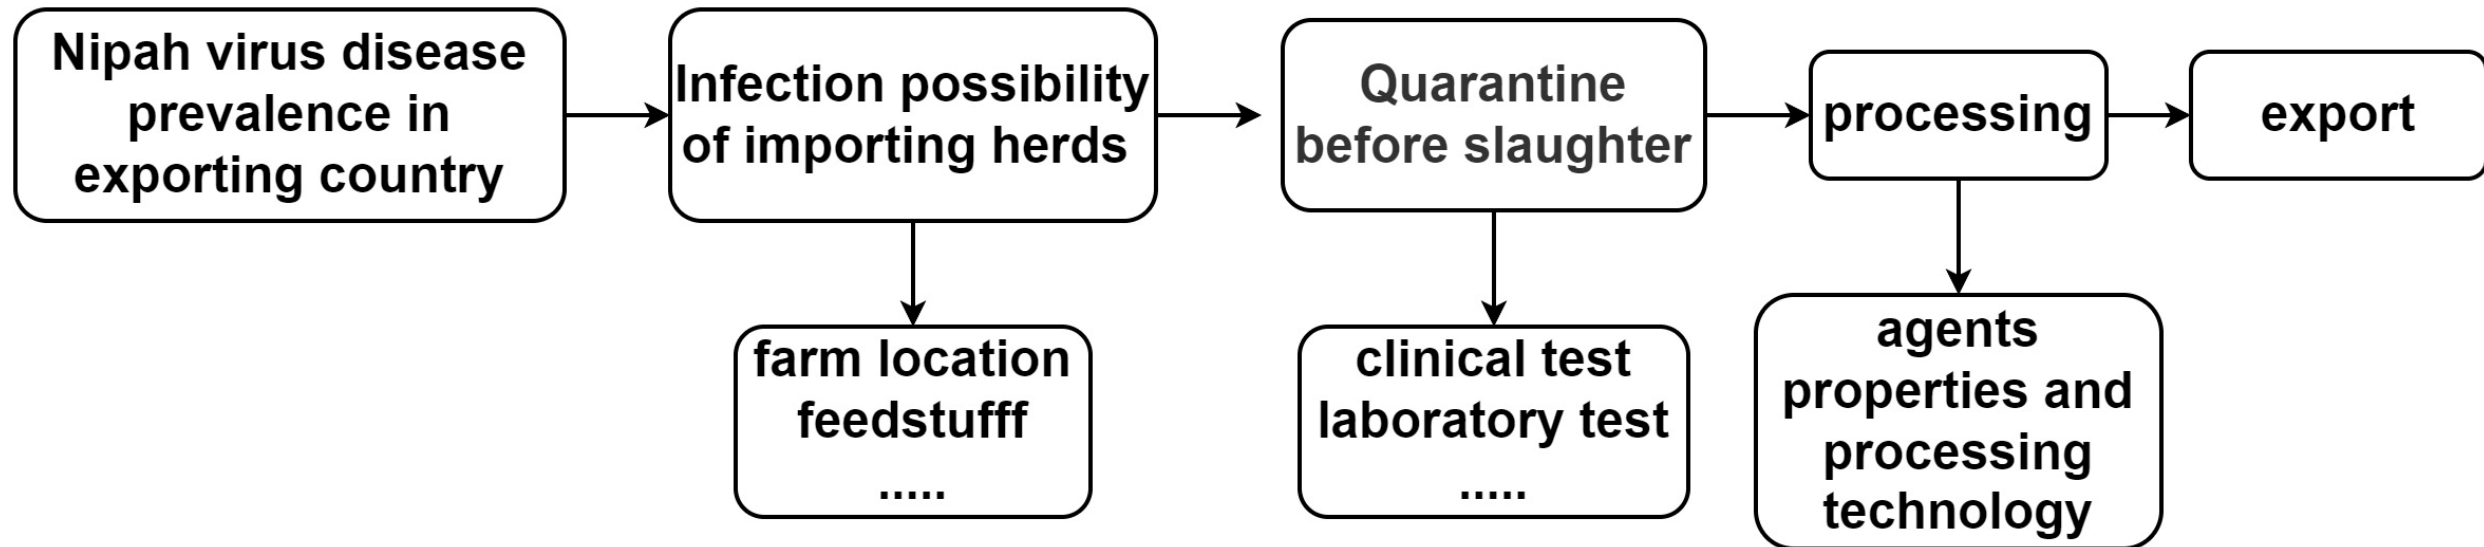 Nipah virus disease
prevalence in
exporting country
Infection possibility
of importing herds
Quarantine
before slaughter
processing
export
farm location
feedstufff
.....
clinical test
laboratory test
.....
agents
properties and
processing
technology